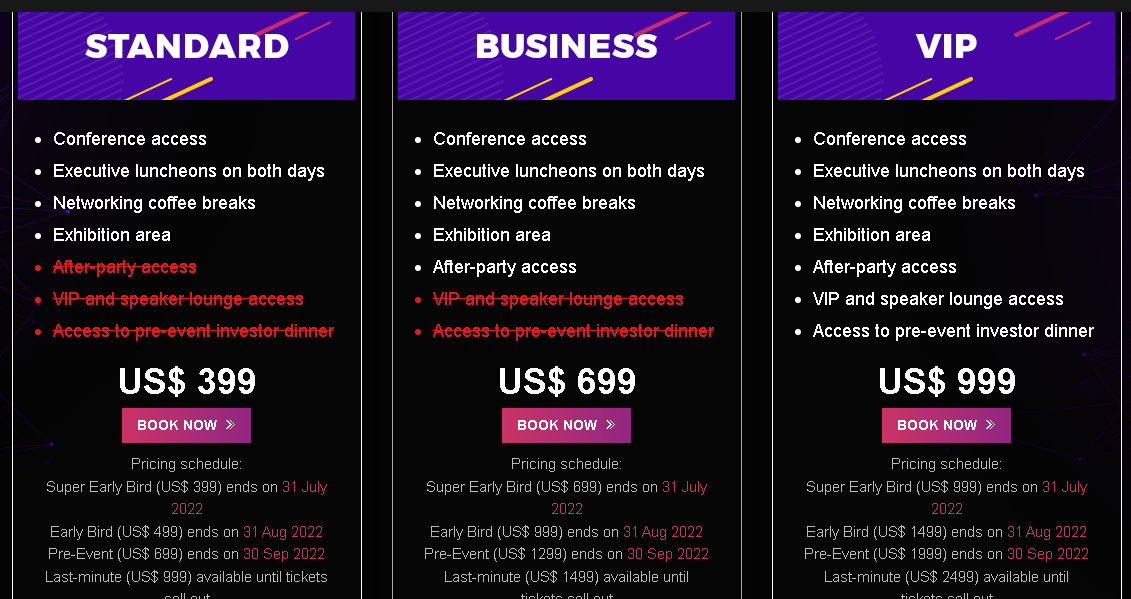 STANDARD
Conference access
Executive luncheons on both days
Networking coffee breaks
Exhibition area
After-party access
VIP and speaker lounge access
Access to pre-event investor dinner
US$ 399
BOOK NOW
Pricing schedule:
Super Early Bird (US$ 399) ends on 31 July
2022
Early Bird (US$ 499) ends on 31 Aug 2022
Pre-Event (US$ 699) ends on 30 Sep 2022
Last-minute (US$ 999) available until tickets
sell out
BUSINESS
Conference access
Executive luncheons on both days
Networking coffee breaks
Exhibition area
After-party access
VIP and speaker lounge access
Access to pre-event investor dinner
US$ 699
BOOK NOW
Pricing schedule:
Super Early Bird (US$ 699) ends on 31 July
2022
Early Bird (US$ 999) ends on 31 Aug 2022
Pre-Event (US$ 1299) ends on 30 Sep 2022
Last-minute (US$ 1499) available until
tickets sell out
VIP
Conference access
Executive luncheons on both days
Networking coffee breaks
Exhibition area
After-party access
VIP and speaker lounge access
Access to pre-event investor dinner
US$ 999
BOOK NOW
Pricing schedule:
Super Early Bird (US$ 999) ends on 31 July
2022
Early Bird (US$ 1499) ends on 31 Aug 2022
Pre-Event (US$ 1999) ends on 30 Sep 2022
Last-minute (US$ 2499) available until
tickets sell out